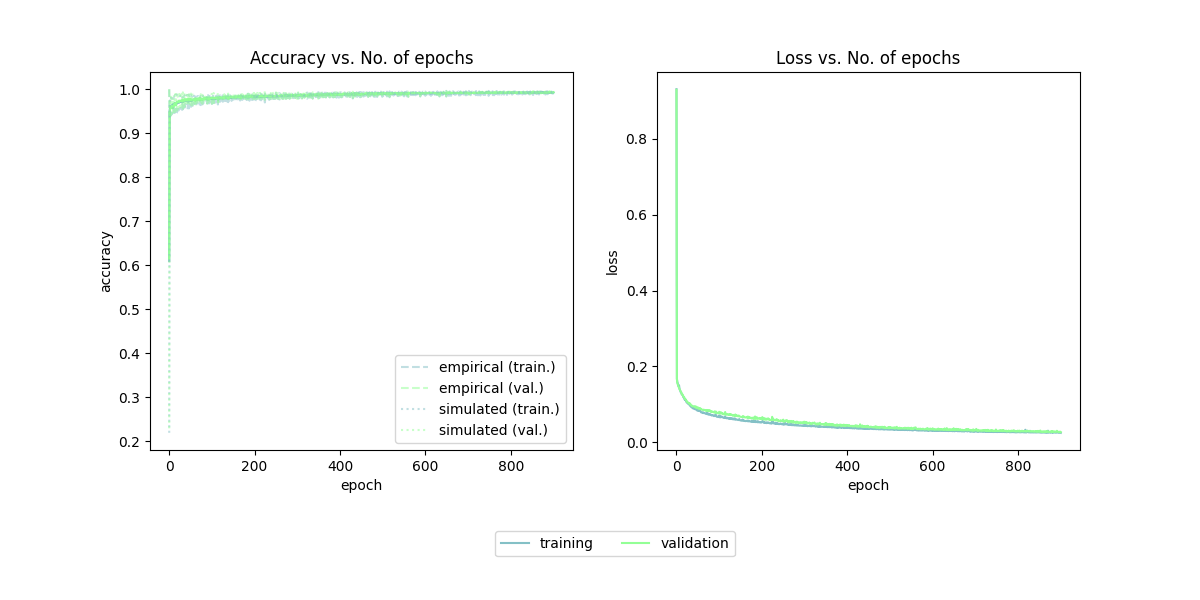 Accuracy vs. No. of epochs
1.0
0.9
0.8
0.7
0.6
0.5
0.4
0.3
0.2
accuracy
0 200 400 600 800
epoch
empirical (train.)
empirical (val.)
simulated (train.)
simulated (val.)
Loss vs. No. of epochs
0.8
0.6
0.4
0.2
0.0
loss
0 200 400 600 800
epoch
training validation